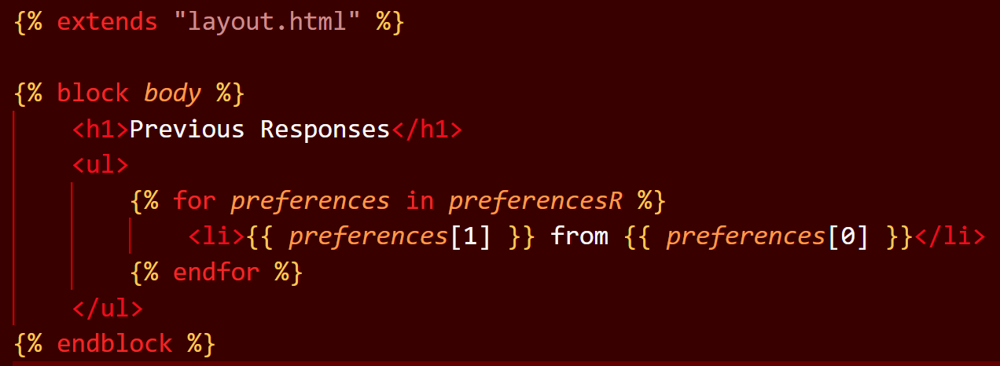 {% extends "layout.html" %}
{% block body %}
<h1>Previous Responses</h1>
<ul>
{% for preferences in preferencesR %}
<li>{{ preferences[1] }} from {{ preferences[0] }}</li>
{% endfor %}
</ul>
{% endblock %}